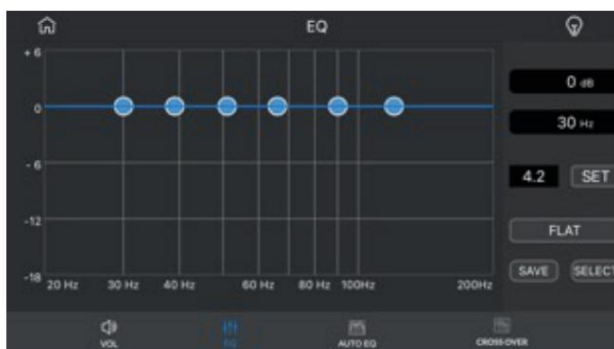 EQ
+ 6
0
- 6
-12
-18
20 Hz 30 Hz 40 Hz 60 Hz 80 Hz 100Hz 200Hz
0 dB
30 Hz
4.2 SET
FLAT
SAVE SELECT
VOL EQ AUTO EQ CROSS OVER